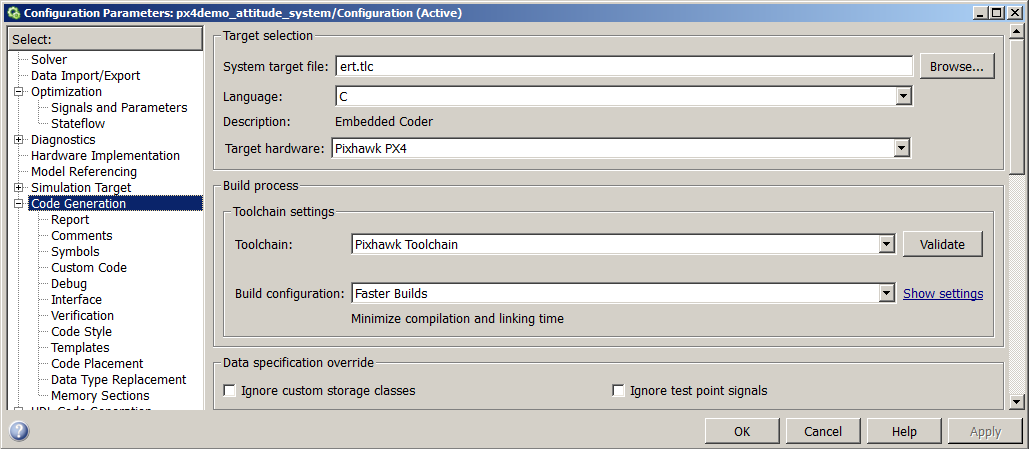 Configuration Parameters: px4demo_attitude_system/Configuration (Active)
Select:
Solver
Data Import/Export
Optimization
Signals and Parameters
Stateflow
Diagnostics
Hardware Implementation
Model Referencing
Simulation Target
Code Generation
Report
Comments
Symbols
Custom Code
Debug
Interface
Verification
Code Style
Templates
Code Placement
Data Type Replacement
Memory Sections
HDL Code Generation
Target selection
System target file: ert.tlc Browse...
Language: C
Description: Embedded Coder
Target hardware: Pixhawk PX4
Build process
Toolchain settings
Toolchain: Pixhawk Toolchain Validate
Build configuration: Faster Builds Show settings
Minimize compilation and linking time
Data specification override
Ignore custom storage classes Ignore test point signals
? OK Cancel Help Apply